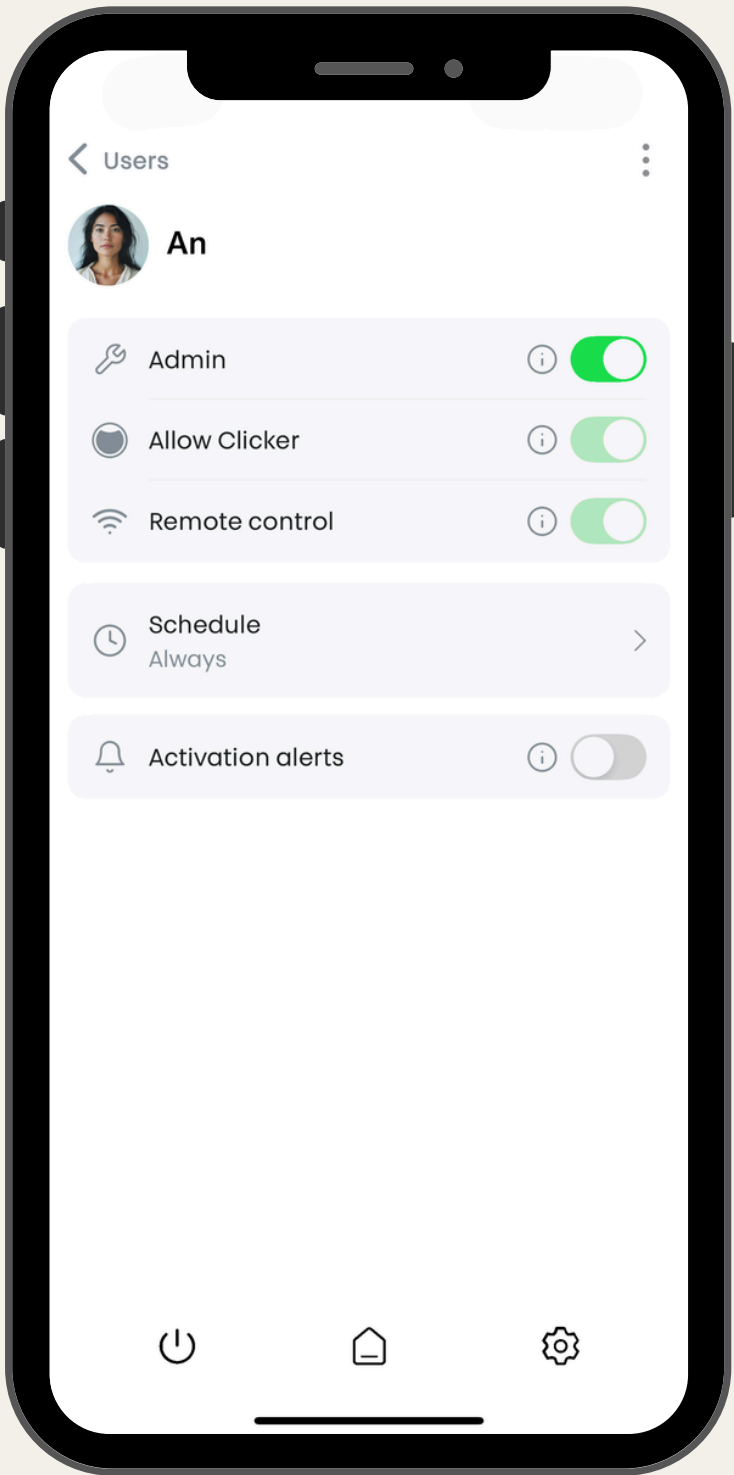 Users
An
Admin
Allow Clicker
Remote control
Schedule
Always
Activation alerts